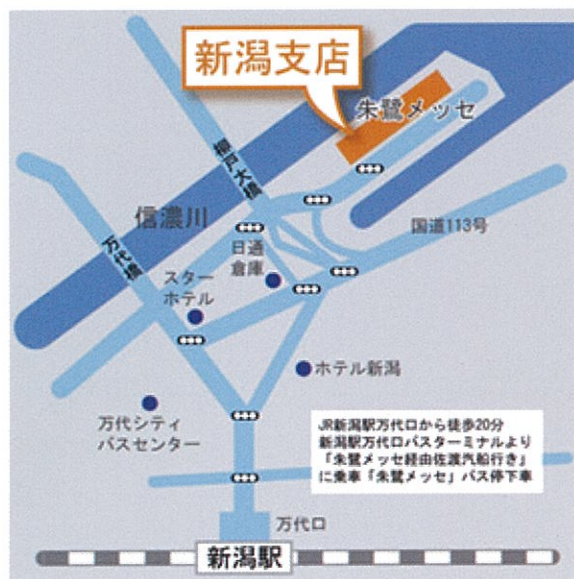 新潟支店
朱鷺メッセ
柳戸大橋
信濃川
国道113号
万代橋
日通
倉庫
スター
ホテル
ホテル新潟
万代シティ
バスセンター
JR新潟駅万代口から徒歩20分
新潟駅万代口バスターミナルより
「朱鷺メッセ経由佐渡汽船行き」
に乗車「朱鷺メッセ」バス停下車
万代口
新潟駅